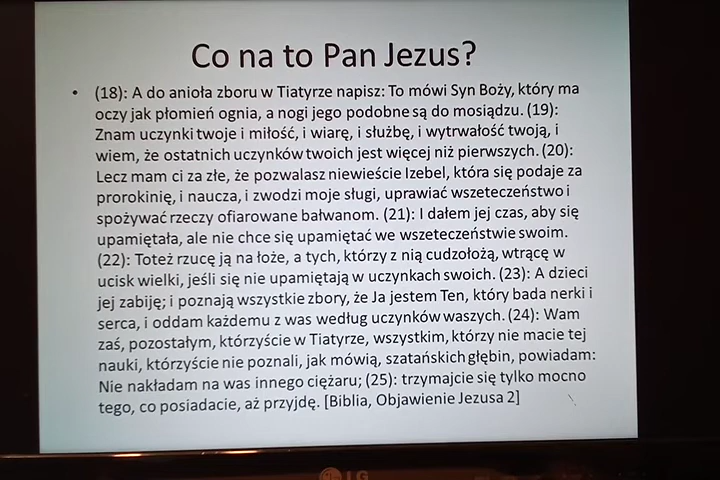 Co na to Pan Jezus?
• (18): A do anioła zboru w Tiatyrze napisz: To mówi Syn Boży, który ma
oczy jak płomień ognia, a nogi jego podobne są do mosiądzu. (19):
Znam uczynki twoje i miłość, i wiarę, i służbę, i wytrwałość twoją, i
wiem, że ostatnich uczynków twoich jest więcej niż pierwszych. (20):
Lecz mam ci za złe, że pozwalasz niewieście Izebel, która się podaje za
prorokinię, i naucza, i zwodzi moje sługi, uprawiać wszeteczeństwo i
spożywać rzeczy ofiarowane bałwanom. (21): I dałem jej czas, aby się
upamiętała, ale nie chce się upamiętać we wszeteczeństwie swoim.
(22): Toteż rzucę ją na łoże, a tych, którzy z nią cudzołożą, wtrącę w
ucisk wielki, jeśli się nie upamiętają w uczynkach swoich. (23): A dzieci
jej zabiję; i poznają wszystkie zbory, że Ja jestem Ten, który bada nerki i
serca, i oddam każdemu z was według uczynków waszych. (24): Wam
zaś, pozostałym, którzyście w Tiatyrze, wszystkim, którzy nie macie tej
nauki, którzyście nie poznali, jak mówią, szatańskich głębin, powiadam:
Nie nakładam na was innego ciężaru; (25): trzymajcie się tylko mocno
tego, co posiadacie, aż przyjdę. [Biblia, Objawienie Jezusa 2]
LG